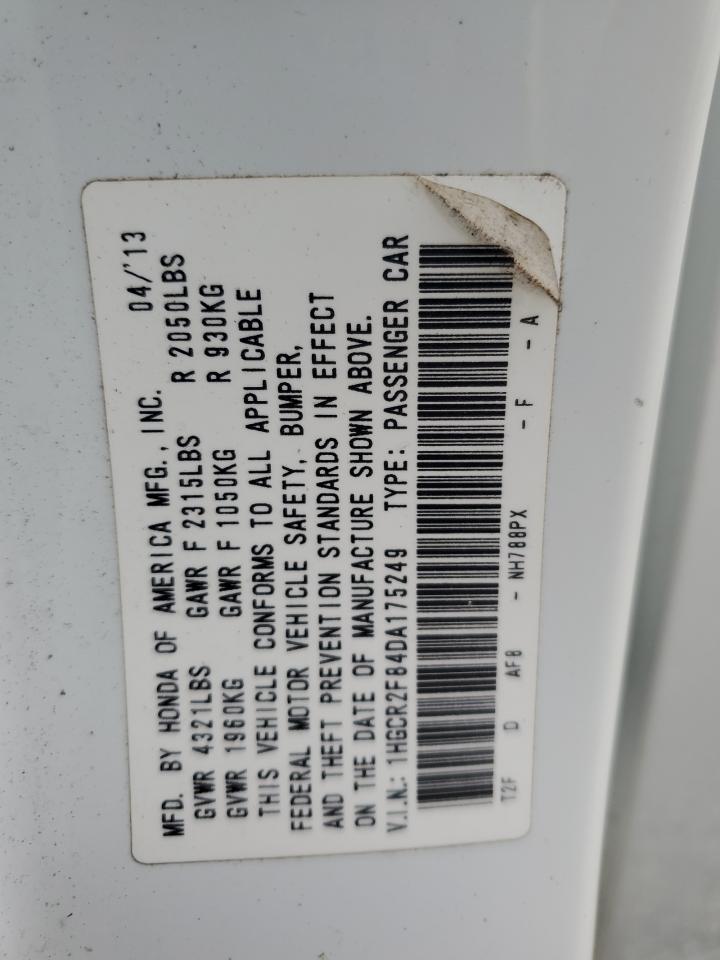 MFD. BY HONDA OF AMERICA MFG., INC. 04/'13
GVWR 4321LBS GAWR F 2315LBS R 2050LBS
GVWR 1960KG GAWR F 1050KG R 930KG
THIS VEHICLE CONFORMS TO ALL APPLICABLE
FEDERAL MOTOR VEHICLE SAFETY, BUMPER,
AND THEFT PREVENTION STANDARDS IN EFFECT
ON THE DATE OF MANUFACTURE SHOWN ABOVE.
V.I.N.: 1HGCR2F84DA175249 TYPE: PASSENGER CAR
T2F D AF8 - NH788PX - F - A